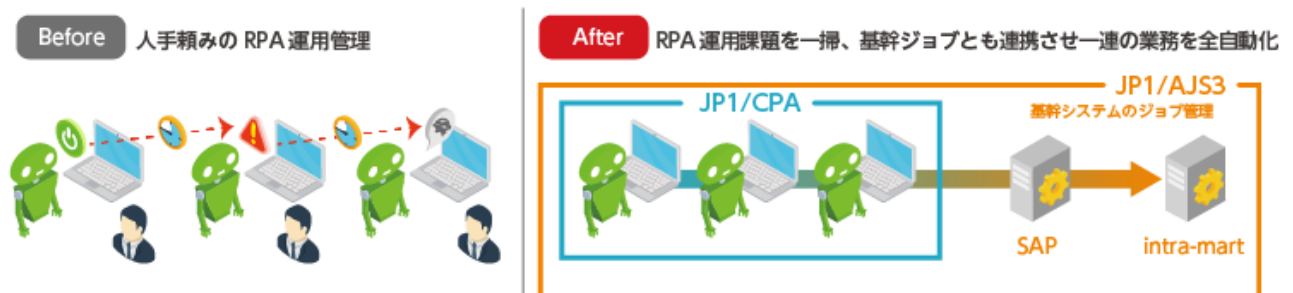 Before
人手頼みの RPA 運用管理
After
RPA 運用課題を一掃、基幹ジョブとも連携させ一連の業務を全自動化
JP1/AJS3
基幹システムのジョブ管理
JP1/CPA
SAP
intra-mart